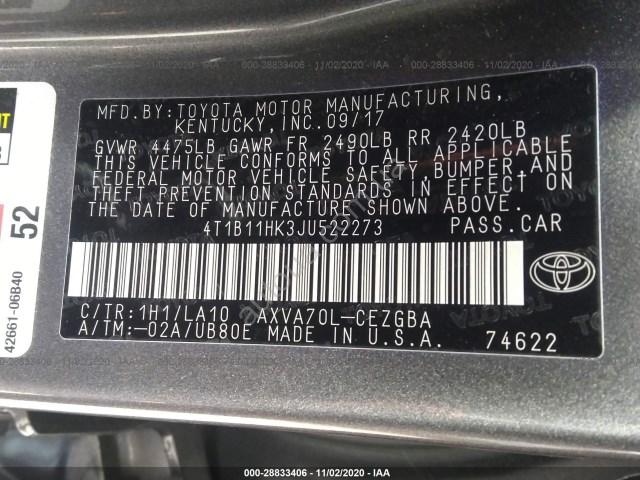 000-28833406 - 11/02/2020 - IAA
MFD.BY:TOYOTA MOTOR MANUFACTURING,
KENTUCKY,INC.09/17
GVWR 4475LB GAWR FR 2490LB RR 2420LB
THIS VEHICLE CONFORMS TO ALL APPLICABLE
FEDERAL MOTOR VEHICLE SAFETY,BUMPER,AND
THEFT PREVENTION STANDARDS IN EFFECT ON
THE DATE OF MANUFACTURE SHOWN ABOVE.
4T1B11HK3JU522273 PASS.CAR
C/TR:1H1/LA10 AXVA70L-CEZGBA
A/TM:-02A/UB80E MADE IN U.S.A. 74622
52
42661-06B40
000-28833406 - 11/02/2020 - IAA